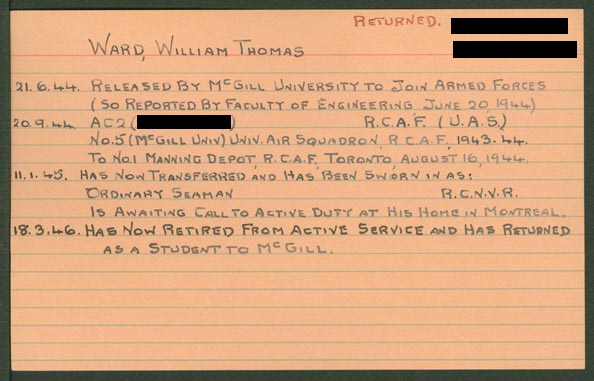 RETURNED.
WARD, WILLIAM THOMAS
21.6.44. RELEASED BY McGILL UNIVERSITY TO JOIN ARMED FORCES
(SO REPORTED BY FACULTY OF ENGINEERING JUNE 20, 1944)
20.9.44. AC2 ( ) R.C.A.F. (U.A.S.)
No.5 (McGILL UNIV) UNIV. AIR SQUADRON, R.C.A.F. 1943-44.
TO No.1 MANNING DEPOT, R.C.A.F, TORONTO, AUGUST 16, 1944.
11.1.45. HAS NOW TRANSFERRED AND HAS BEEN SWORN IN AS:
ORDINARY SEAMAN R.C.N.V.R.
IS AWAITING CALL TO ACTIVE DUTY AT HIS HOME IN MONTREAL.
18.3.46. HAS NOW RETIRED FROM ACTIVE SERVICE AND HAS RETURNED
AS A STUDENT TO McGILL.